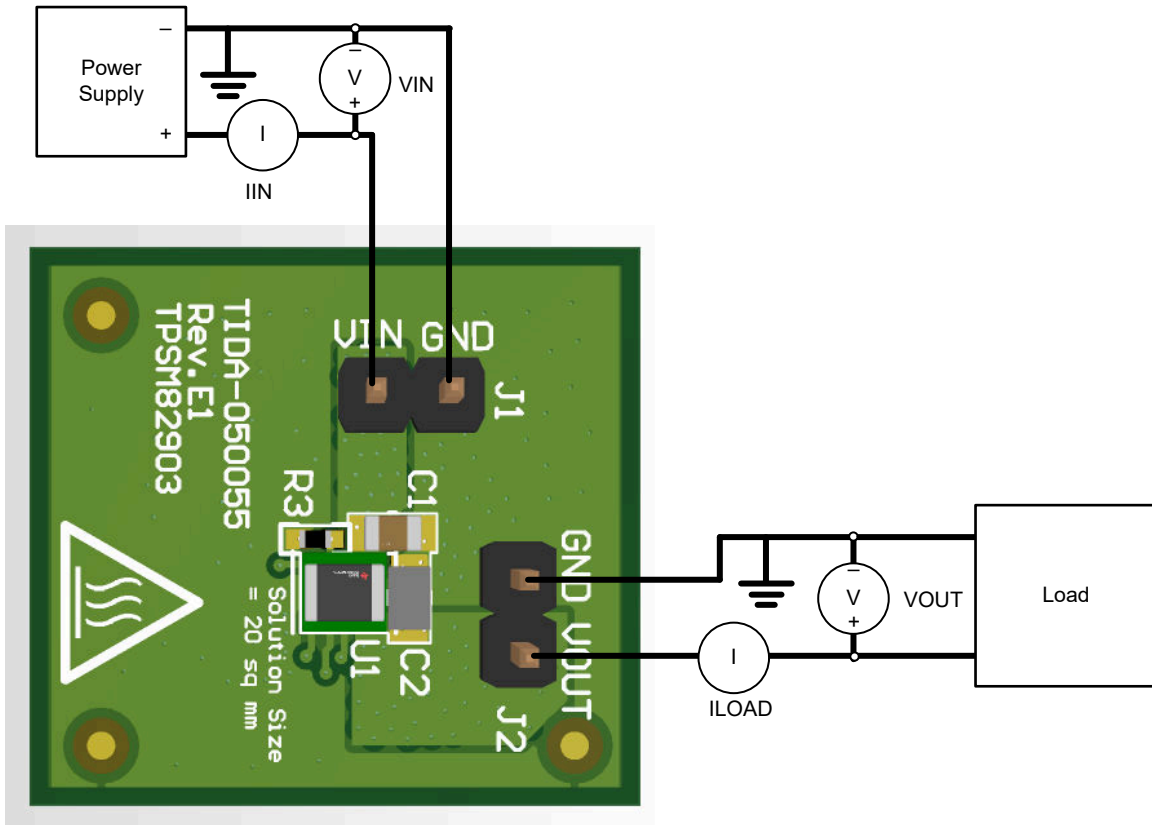 Power
Supply
–
+
I
IIN
–
V
+
VIN
TIDA-050055
Rev.E1
TPSM82903
VIN GND
J1
R3
C1
U1
C2
Solution Size
= 20 sq mm
GND VOUT
J2
I
ILOAD
–
V
+
VOUT
Load